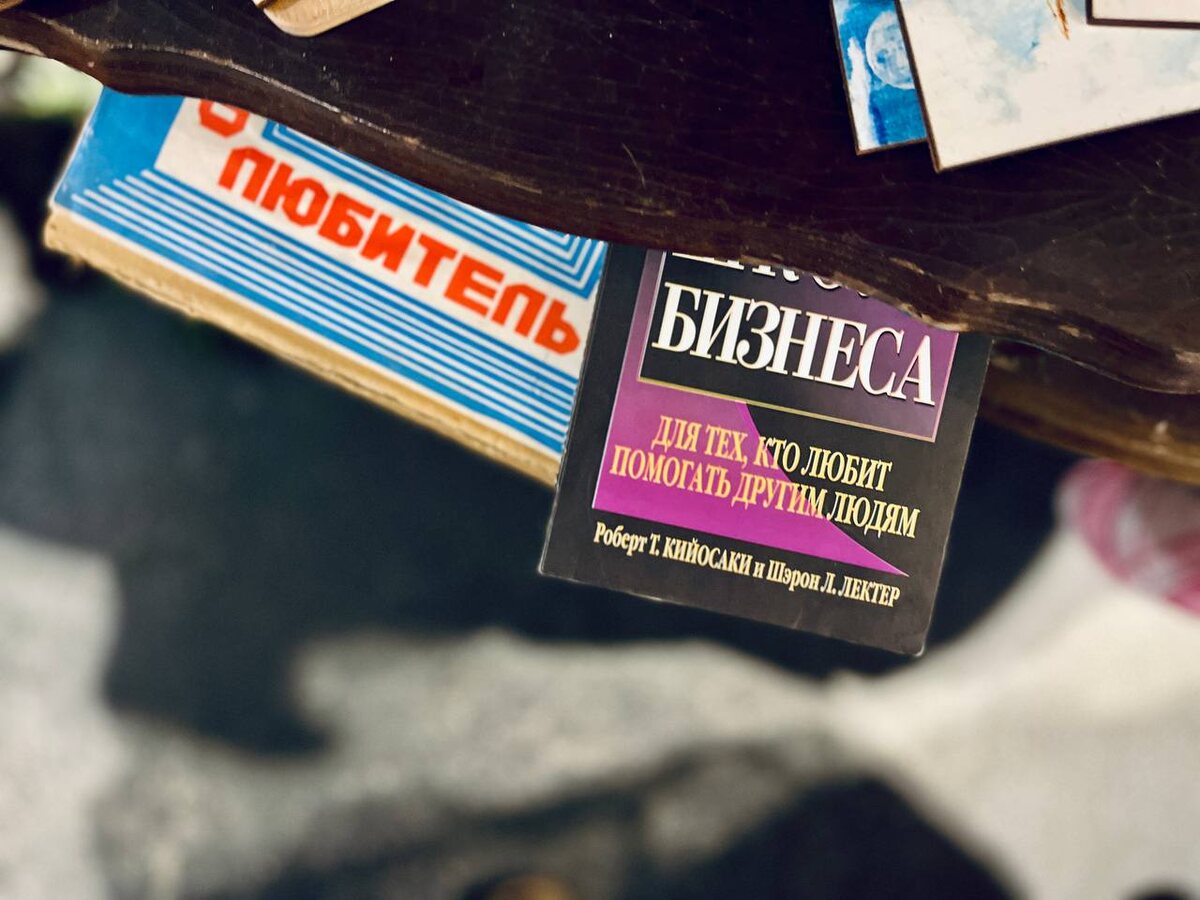 ЛЮБИТЕЛЬ
БИЗНЕСА
ДЛЯ ТЕХ, КТО ЛЮБИТ
ПОМОГАТЬ ДРУГИМ ЛЮДЯМ
Роберт Т. КИЙОСАКИ и Шэрон Л. ЛЕКТЕР